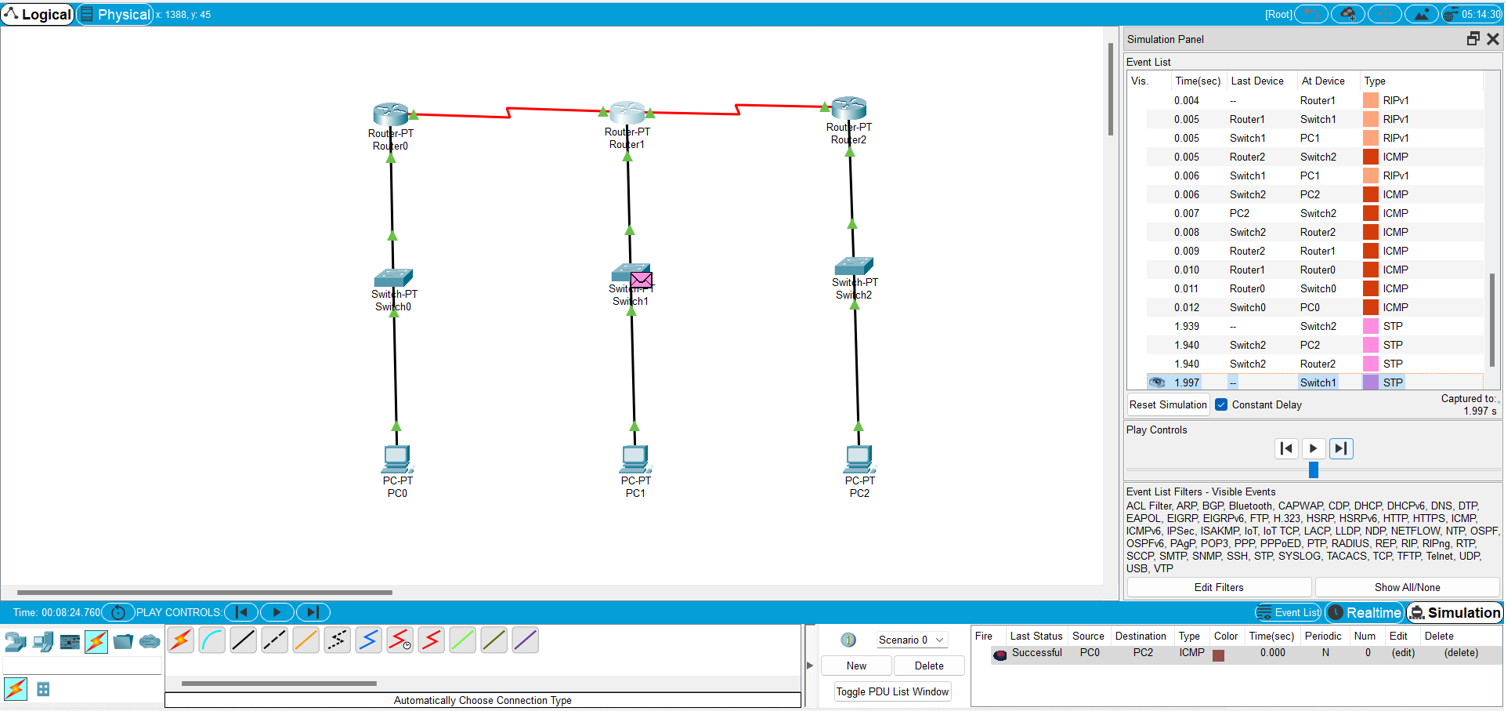 Logical Physical x: 1388, y: 45 [Root] 05:14:30
Simulation Panel
Event List
Vis. Time(sec) Last Device At Device Type
0.004 -- Router1 RIPv1
0.005 Router1 Switch1 RIPv1
0.005 Switch1 PC1 RIPv1
0.005 Router2 Switch2 ICMP
0.006 Switch1 PC1 RIPv1
0.006 Switch2 PC2 ICMP
0.007 PC2 Switch2 ICMP
0.008 Switch2 Router2 ICMP
0.009 Router2 Router1 ICMP
0.010 Router1 Router0 ICMP
0.011 Router0 Switch0 ICMP
0.012 Switch0 PC0 ICMP
1.939 -- Switch2 STP
1.940 Switch2 PC2 STP
1.940 Switch2 Router2 STP
1.997 -- Switch1 STP
Reset Simulation Constant Delay
Captured to:
1.997 s
Play Controls
Event List Filters - Visible Events
ACL Filter, ARP, BGP, Bluetooth, CAPWAP, CDP, DHCP, DHCPv6, DNS, DTP,
EAPOL, EIGRP, EIGRPv6, FTP, H.323, HSRP, HSRPv6, HTTP, HTTPS, ICMP,
ICMPv6, IPSec, ISAKMP, IoT, IoT TCP, LACP, LLDP, NDP, NETFLOW, NTP, OSPF,
OSPFv6, PAgP, POP3, PPP, PPPoED, PTP, RADIUS, REP, RIP, RIPng, RTP,
SCCP, SMTP, SNMP, SSH, STP, SYSLOG, TACACS, TCP, TFTP, Telnet, UDP,
USB, VTP
Edit Filters Show All/None
Router-PT
Router0
Router-PT
Router1
Router-PT
Router2
Switch-PT
Switch0
Switch-PT
Switch1
Switch-PT
Switch2
PC-PT
PC0
PC-PT
PC1
PC-PT
PC2
Time: 00:08:24.760 PLAY CONTROLS: Event List Realtime Simulation
Automatically Choose Connection Type
Scenario 0
New Delete
Toggle PDU List Window
Fire Last Status Source Destination Type Color Time(sec) Periodic Num Edit Delete
Successful PC0 PC2 ICMP 0.000 N 0 (edit) (delete)